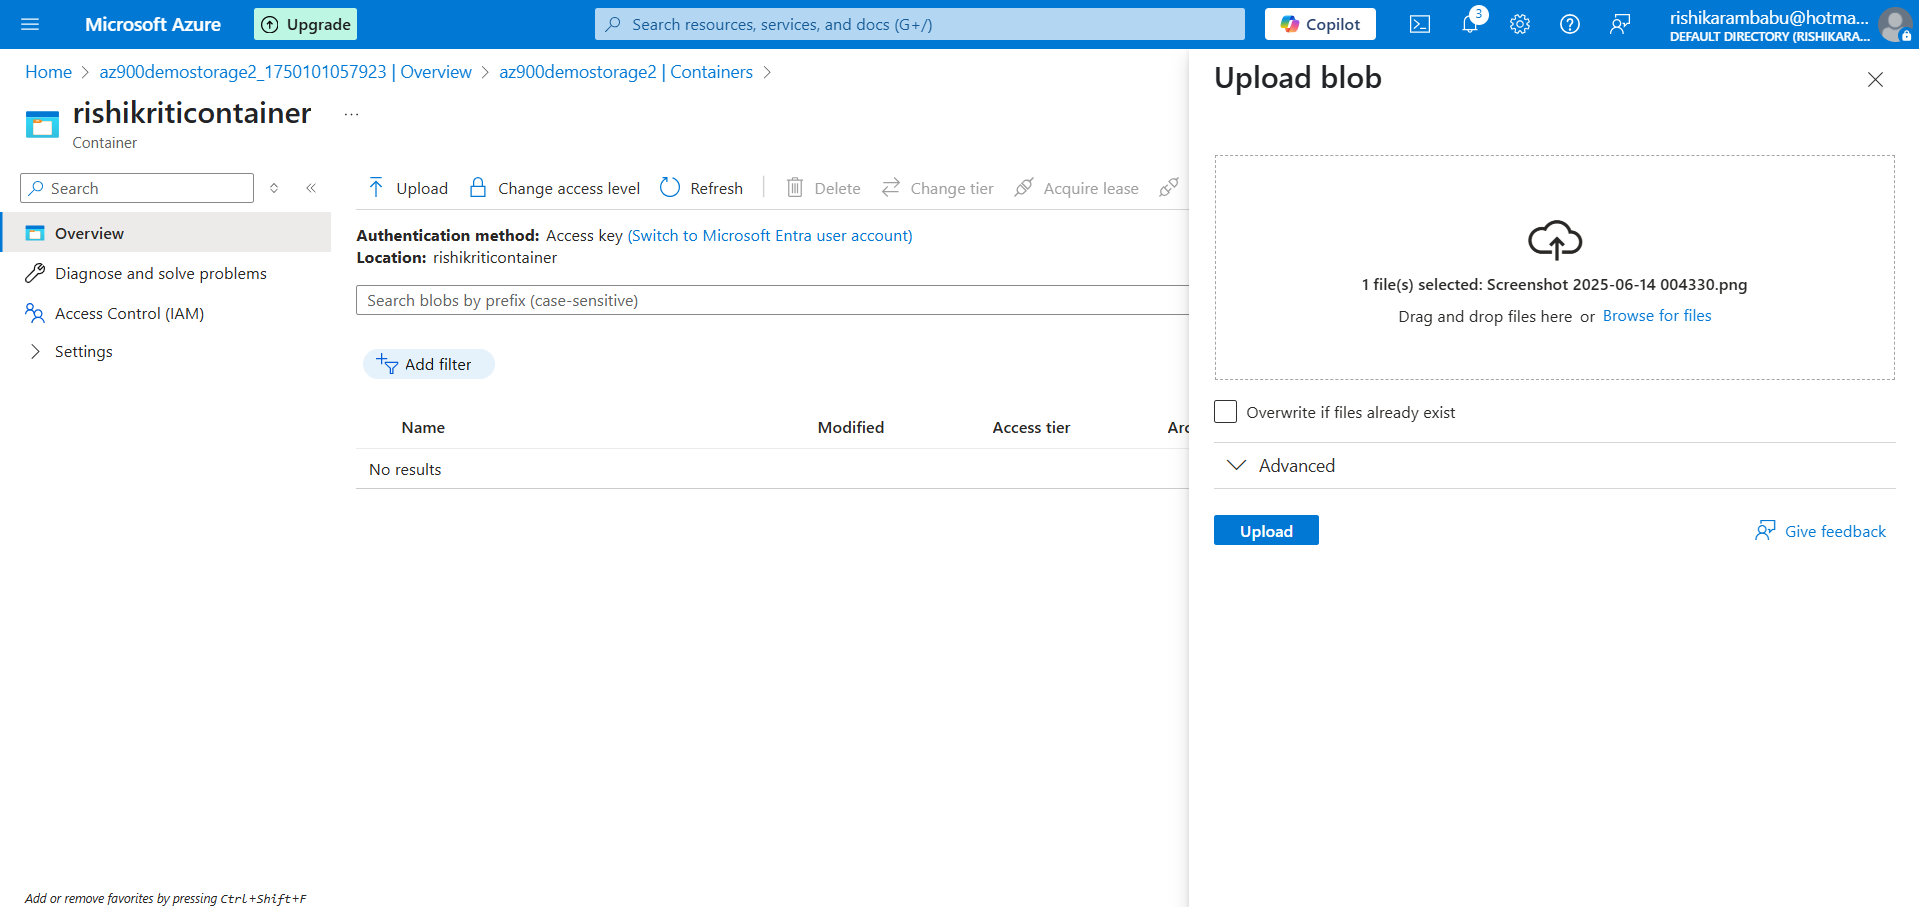 Microsoft Azure
Upgrade
Search resources, services, and docs (G+/)
Copilot
3
rishikarambabu@hotma...
DEFAULT DIRECTORY (RISHIKARA...
Home > az900demostorage2_1750101057923 | Overview > az900demostorage2 | Containers >
rishikriticontainer ...
Container
Search
Overview
Diagnose and solve problems
Access Control (IAM)
Settings
Upload
Change access level
Refresh
Delete
Change tier
Acquire lease
Authentication method: Access key (Switch to Microsoft Entra user account)
Location: rishikriticontainer
Search blobs by prefix (case-sensitive)
Add filter
Name Modified Access tier Arc
No results
Upload blob
1 file(s) selected: Screenshot 2025-06-14 004330.png
Drag and drop files here or Browse for files
Overwrite if files already exist
Advanced
Upload
Give feedback
Add or remove favorites by pressing Ctrl+Shift+F